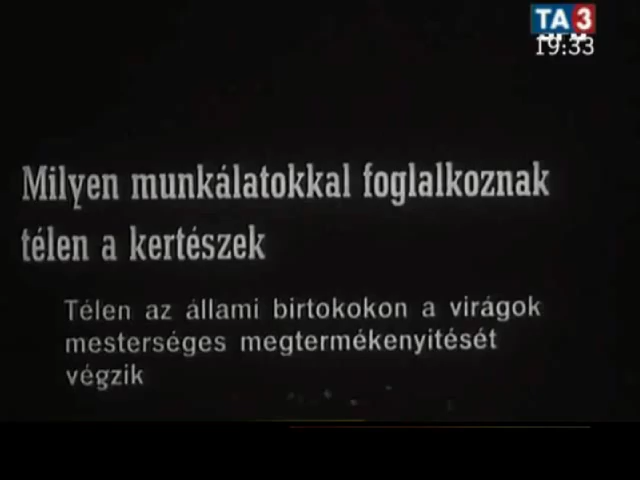 TA3
19:33
Milyen munkálatokkal foglalkoznak
télen a kertészek
Télen az állami birtokokon a virágok
mesterséges megtermékenyitését
végzik